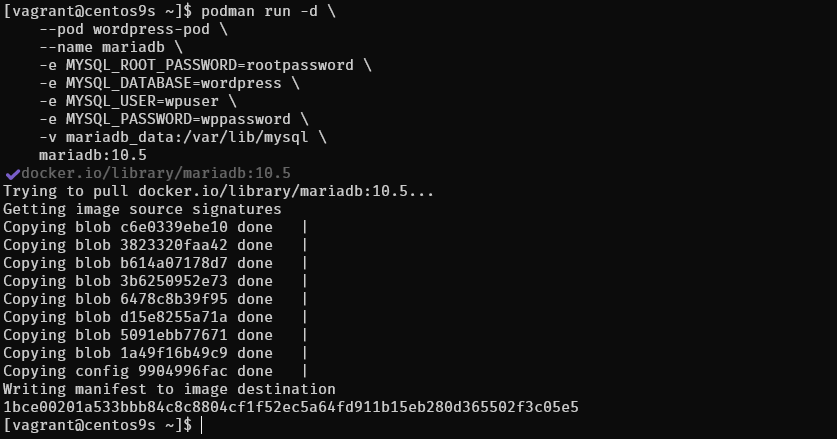 [vagrant@centos9s ~]$ podman run -d \
    --pod wordpress-pod \
    --name mariadb \
    -e MYSQL_ROOT_PASSWORD=rootpassword \
    -e MYSQL_DATABASE=wordpress \
    -e MYSQL_USER=wpuser \
    -e MYSQL_PASSWORD=wppassword \
    -v mariadb_data:/var/lib/mysql \
    mariadb:10.5
✔docker.io/library/mariadb:10.5
Trying to pull docker.io/library/mariadb:10.5...
Getting image source signatures
Copying blob c6e0339ebe10 done   |
Copying blob 3823320faa42 done   |
Copying blob b614a07178d7 done   |
Copying blob 3b6250952e73 done   |
Copying blob 6478c8b39f95 done   |
Copying blob d15e8255a71a done   |
Copying blob 5091ebb77671 done   |
Copying blob 1a49f16b49c9 done   |
Copying config 9904996fac done   |
Writing manifest to image destination
1bce00201a533bbb84c8c8804cf1f52ec5a64fd911b15eb280d365502f3c05e5
[vagrant@centos9s ~]$